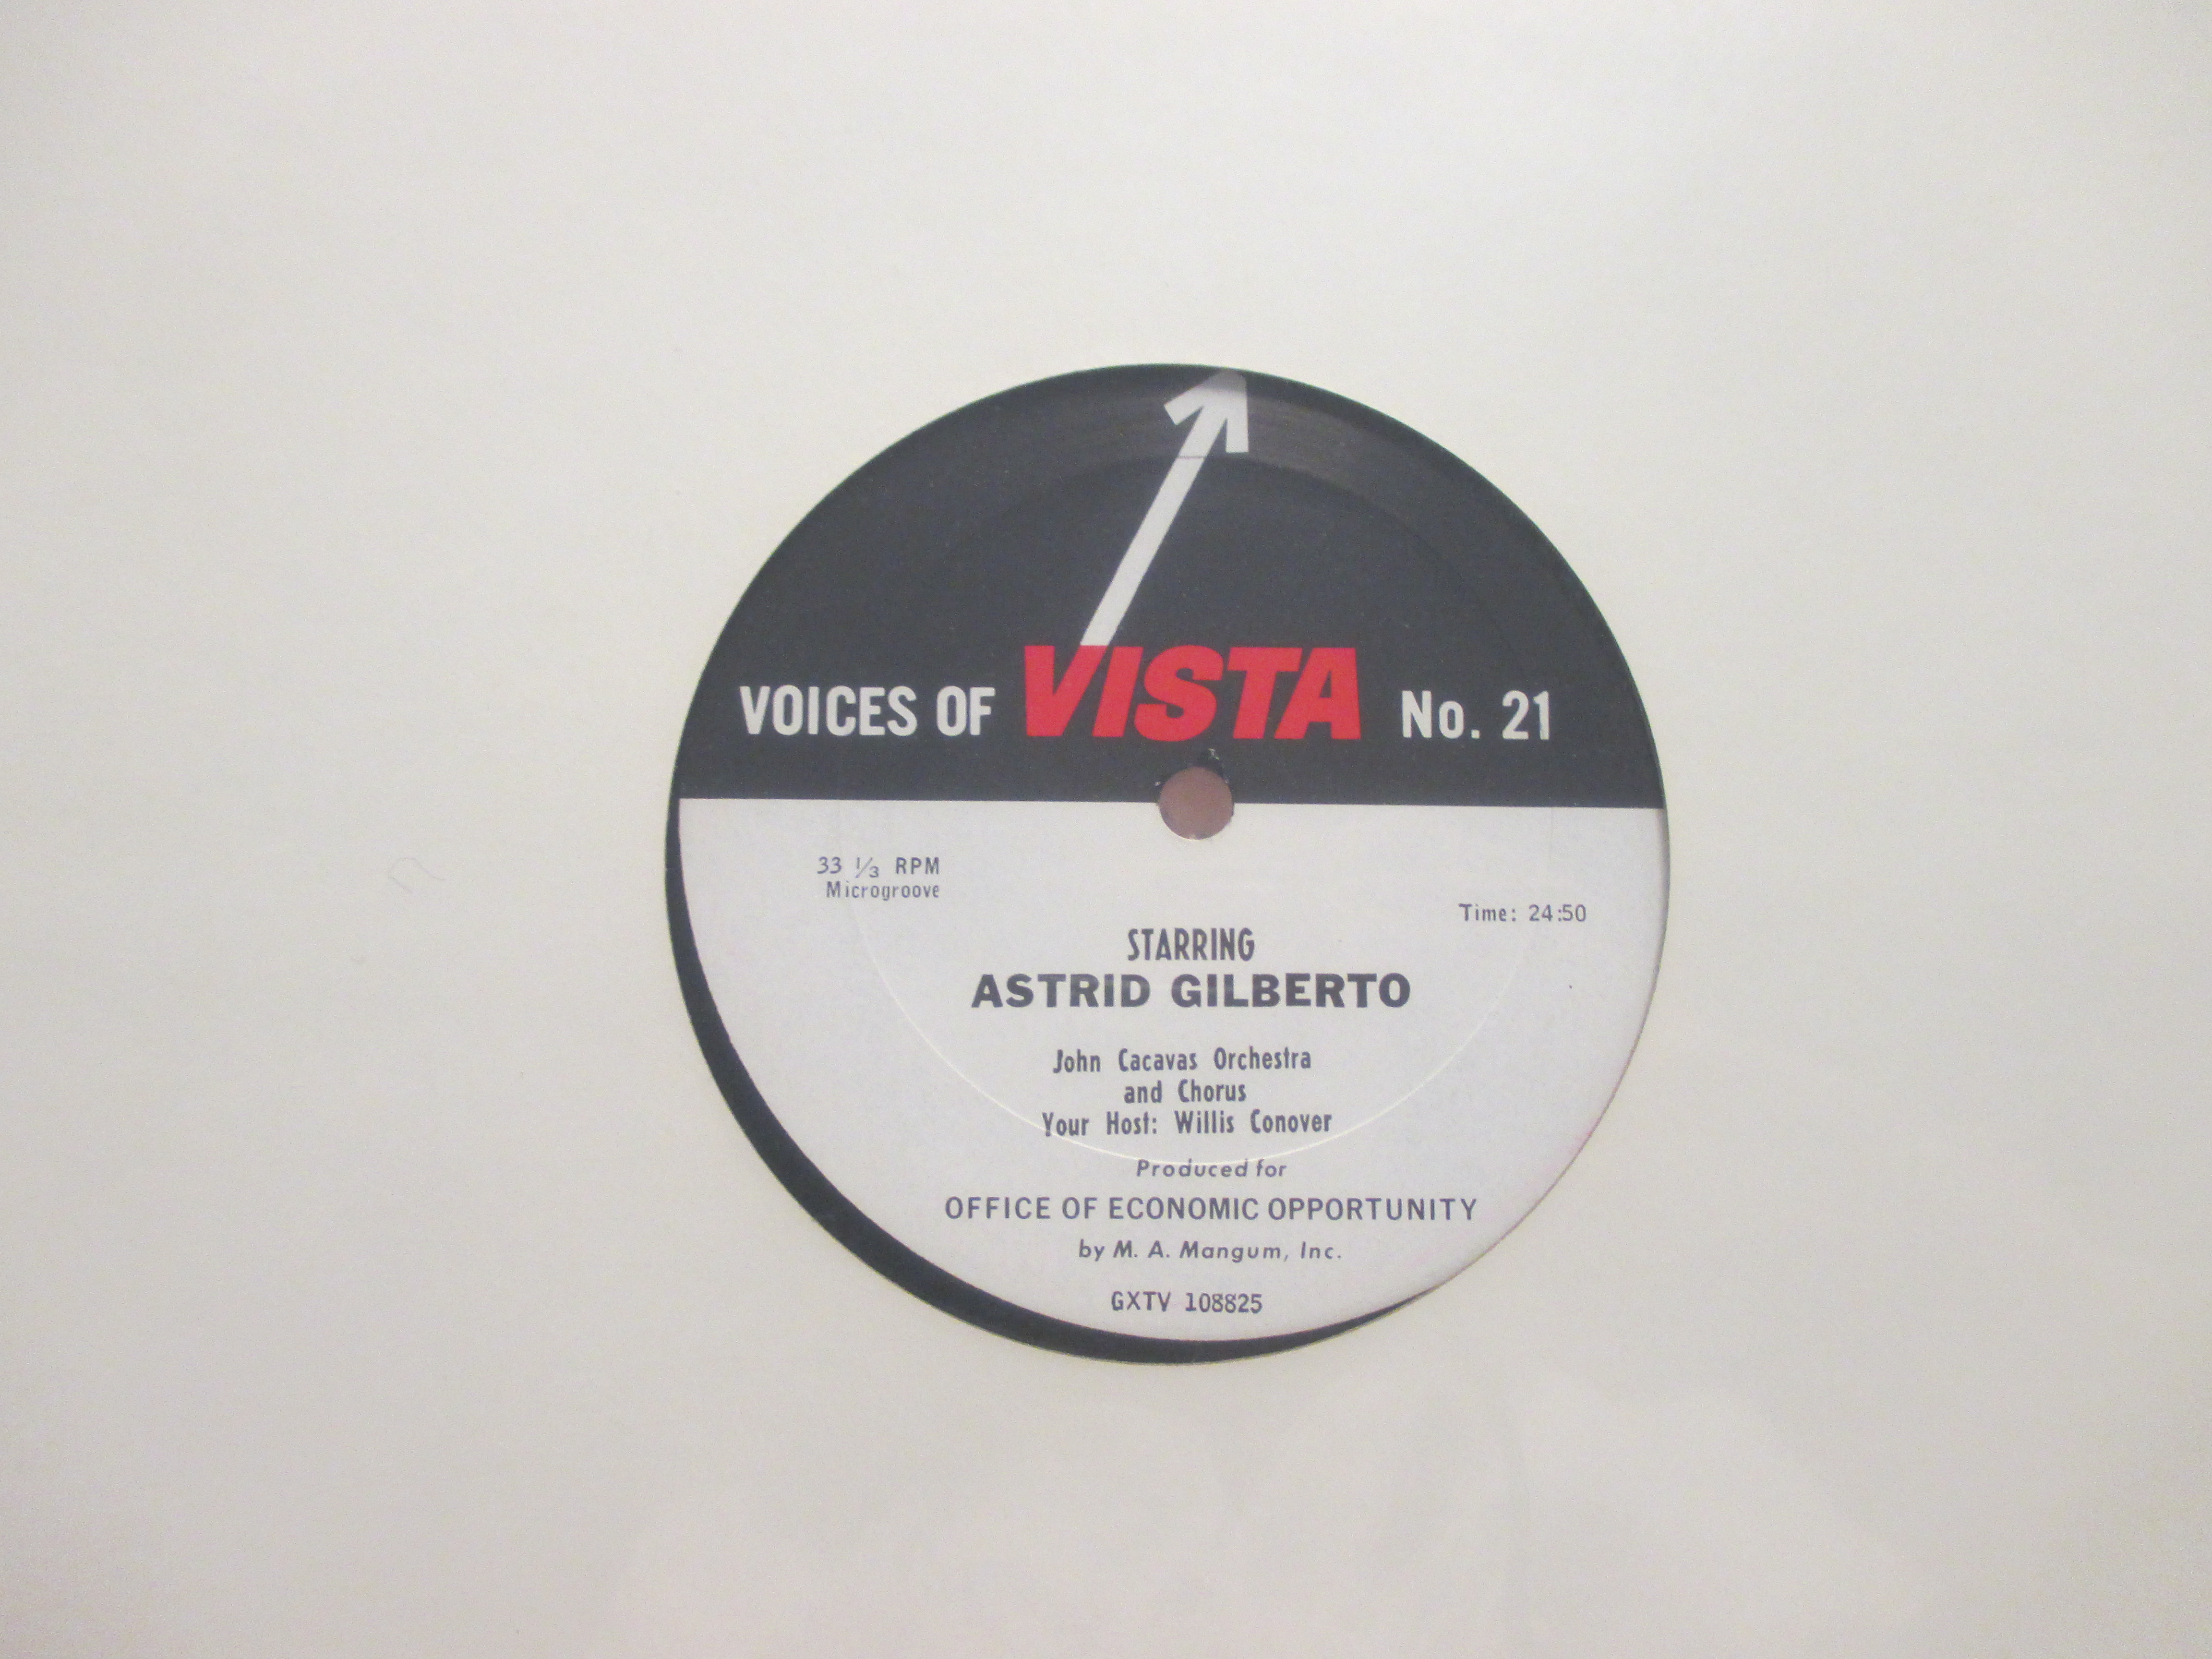 VOICES OF VISTA No. 21
33 1/3 RPM
Microgroove
Time: 24:50
STARRING
ASTRID GILBERTO
John Cacavas Orchestra
and Chorus
Your Host: Willis Conover
Produced for
OFFICE OF ECONOMIC OPPORTUNITY
by M. A. Mangum, Inc.
GXTV 108825